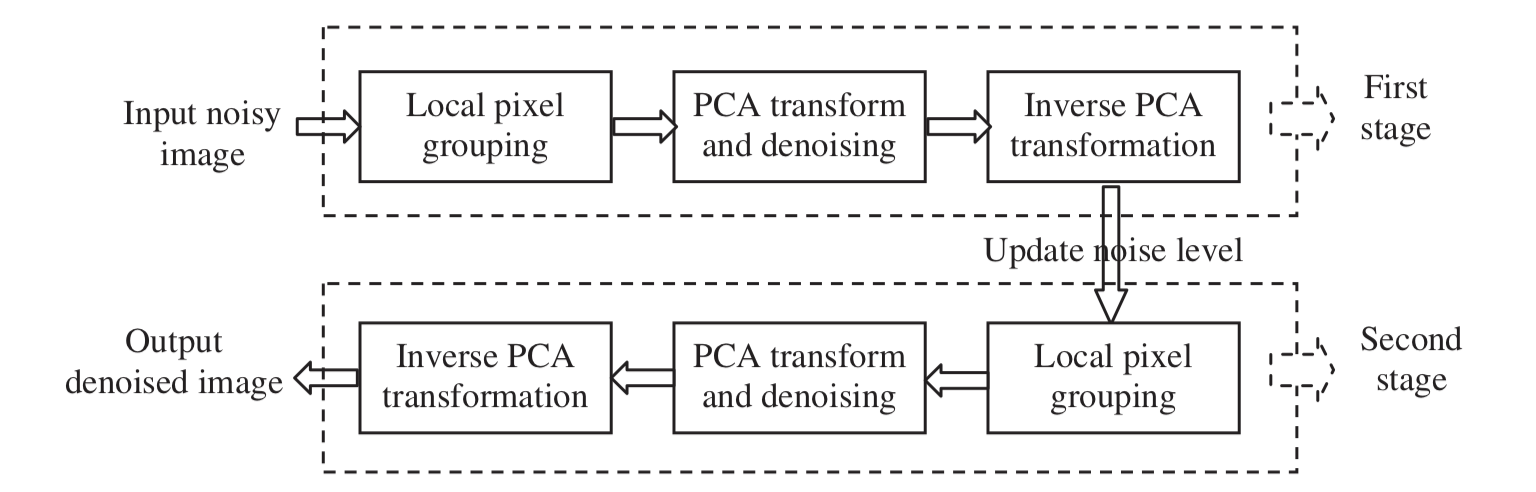 Input noisy
image
Local pixel
grouping
PCA transform
and denoising
Inverse PCA
transformation
First
stage
Update noise level
Output
denoised image
Inverse PCA
transformation
PCA transform
and denoising
Local pixel
grouping
Second
stage